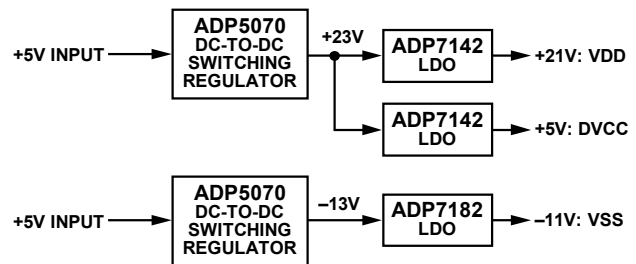 +5V INPUT
ADP5070
DC-TO-DC
SWITCHING
REGULATOR
+23V
ADP7142
LDO
+21V: VDD
ADP7142
LDO
+5V: DVCC
+5V INPUT
ADP5070
DC-TO-DC
SWITCHING
REGULATOR
–13V
ADP7182
LDO
–11V: VSS